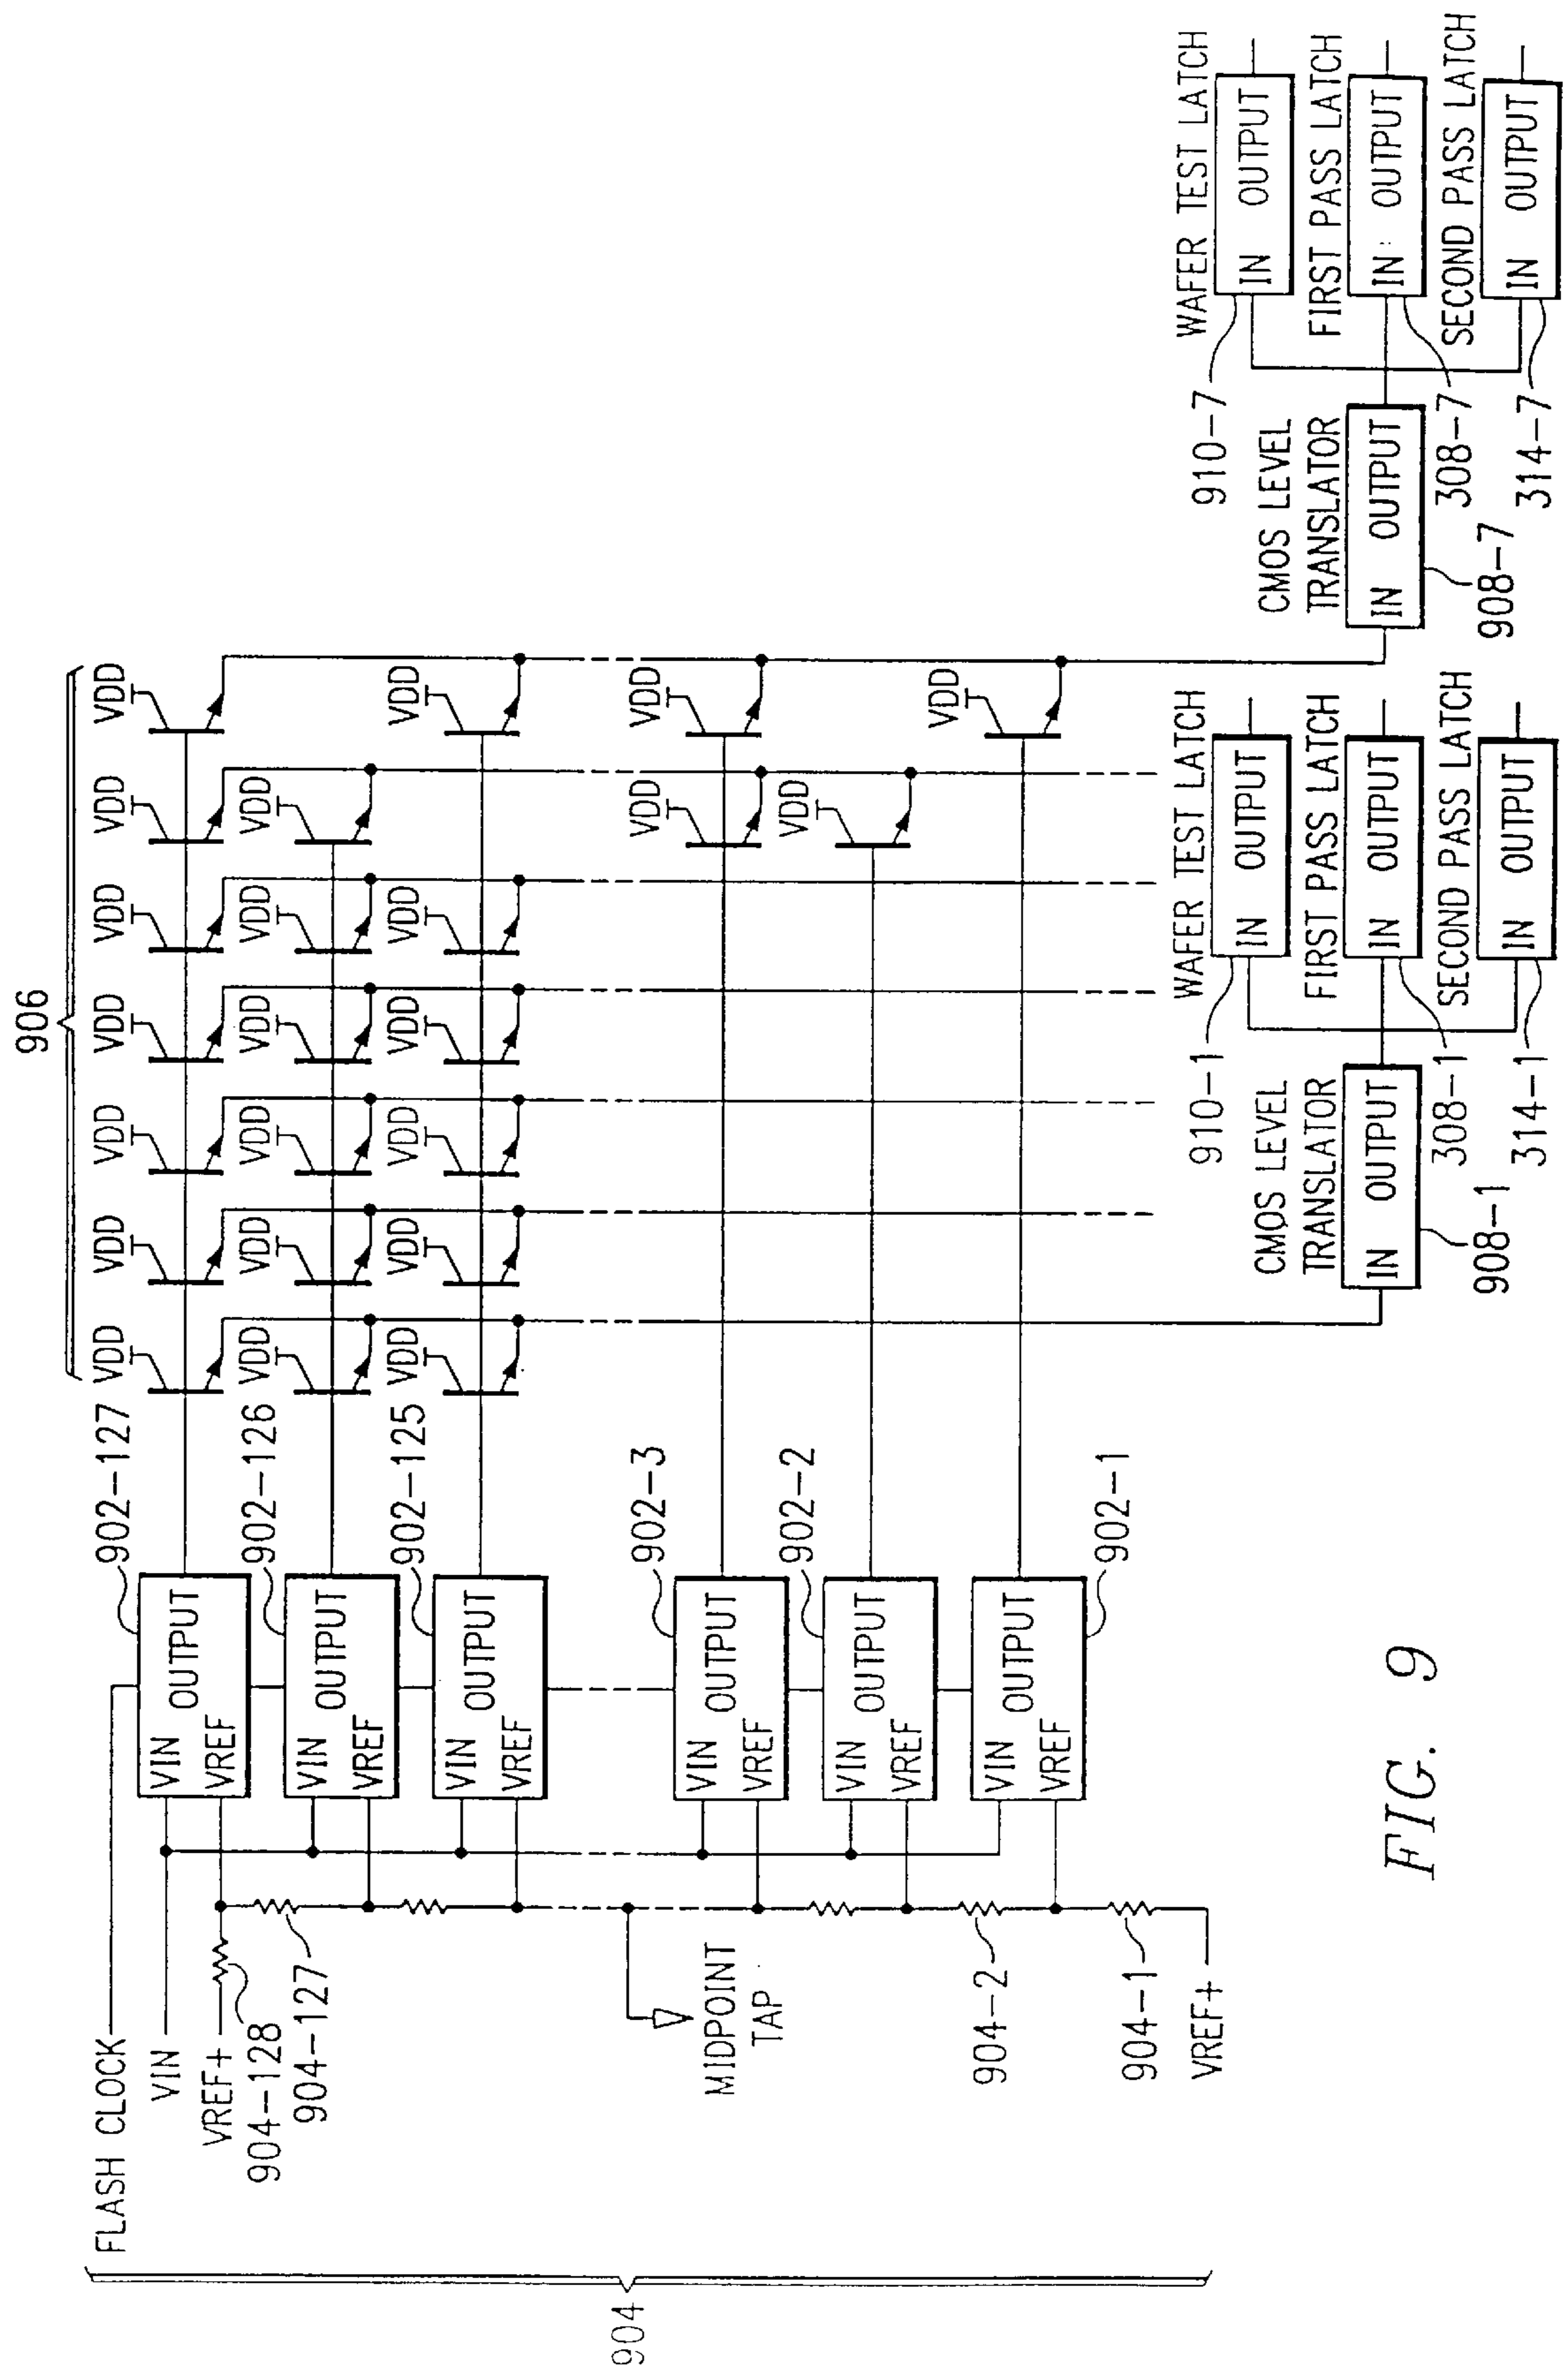 906
VDD VDD VDD VDD VDD VDD VDD
902-127
VDD VDD VDD VDD VDD VDD
902-126
VDD VDD VDD VDD VDD VDD
902-125
VDD VDD
902-3
VDD
902-2
VDD
902-1
FLASH CLOCK
VIN
VREF+
904-128
904-127
VIN OUTPUT
VREF
VIN OUTPUT
VREF
VIN OUTPUT
VREF
904
MIDPOINT
TAP
VIN OUTPUT
VREF
VIN OUTPUT
VREF
VIN OUTPUT
VREF
904-2
904-1
VREF+
CMOS LEVEL
TRANSLATOR
IN OUTPUT
908-1
910-1
WAFER TEST LATCH
IN OUTPUT
FIRST PASS LATCH
IN OUTPUT
308-1
SECOND PASS LATCH
IN OUTPUT
314-1
CMOS LEVEL
TRANSLATOR
IN OUTPUT
908-7
910-7
WAFER TEST LATCH
IN OUTPUT
FIRST PASS LATCH
IN OUTPUT
308-7
SECOND PASS LATCH
IN OUTPUT
314-7
FIG. 9